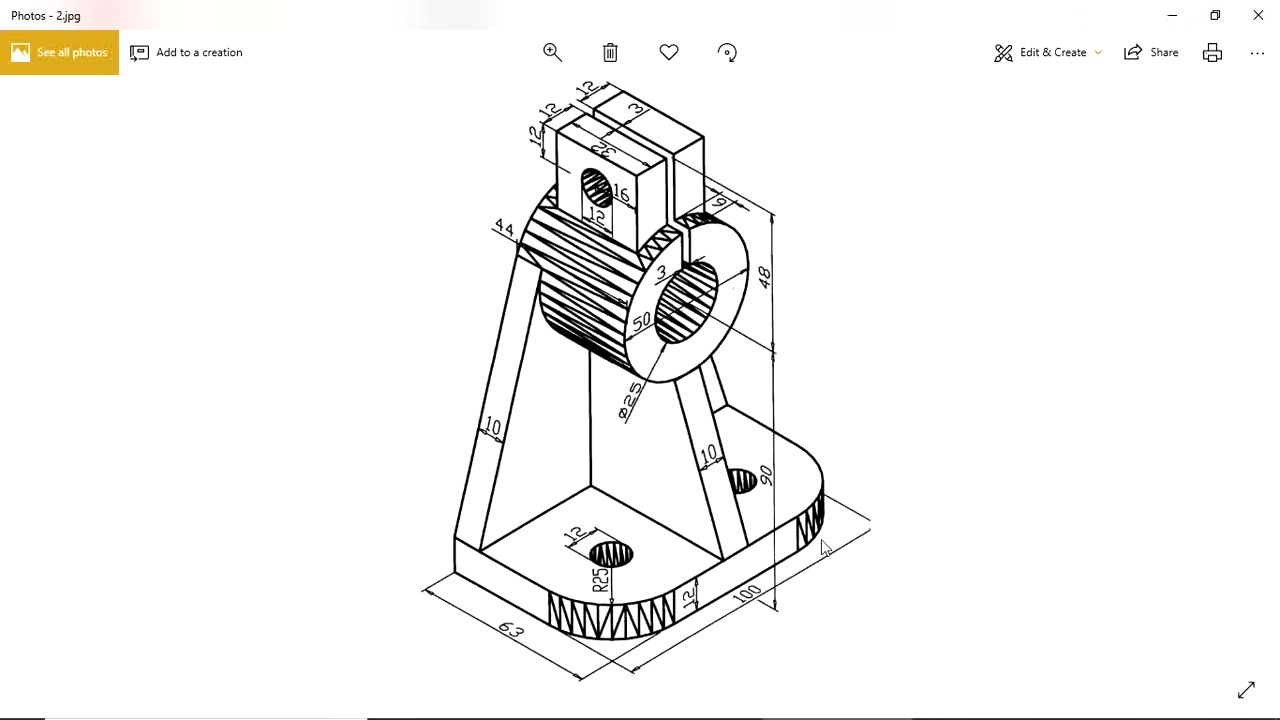 Photos - 2.jpg
See all photos
Add to a creation
Edit & Create
Share
12
12
3
12
32
16
12
9
44
3
48
50
Ø25
10
10
90
12
R25
12
100
63